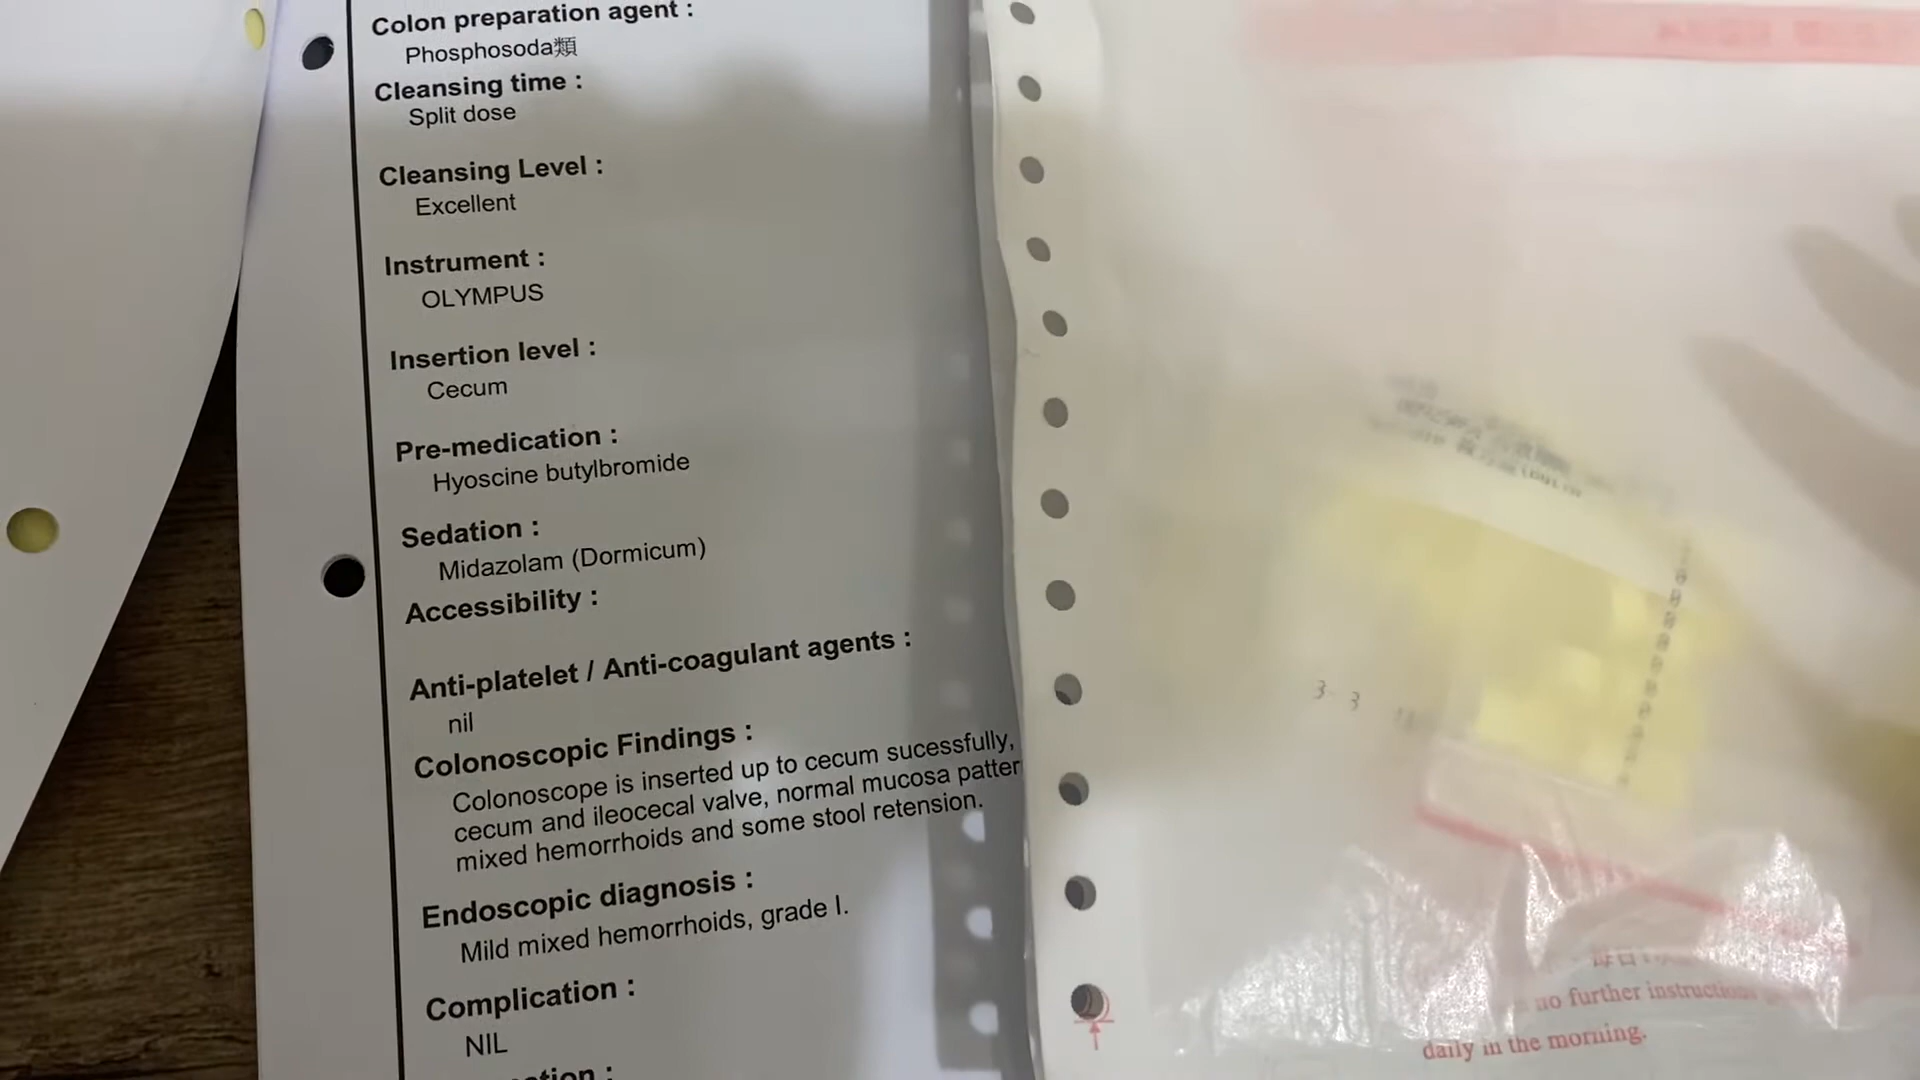 Colon preparation agent :
Phosphosoda類
Cleansing time :
Split dose
Cleansing Level :
Excellent
Instrument :
OLYMPUS
Insertion level :
Cecum
Pre-medication :
Hyoscine butylbromide
Sedation :
Midazolam (Dormicum)
Accessibility :
Anti-platelet / Anti-coagulant agents :
nil
Colonoscopic Findings :
Colonoscope is inserted up to cecum sucessfully,
cecum and ileocecal valve, normal mucosa patter
mixed hemorrhoids and some stool retension.
Endoscopic diagnosis :
Mild mixed hemorrhoids, grade I.
Complication :
NIL
3- 3
no further instructions
daily in the morning.